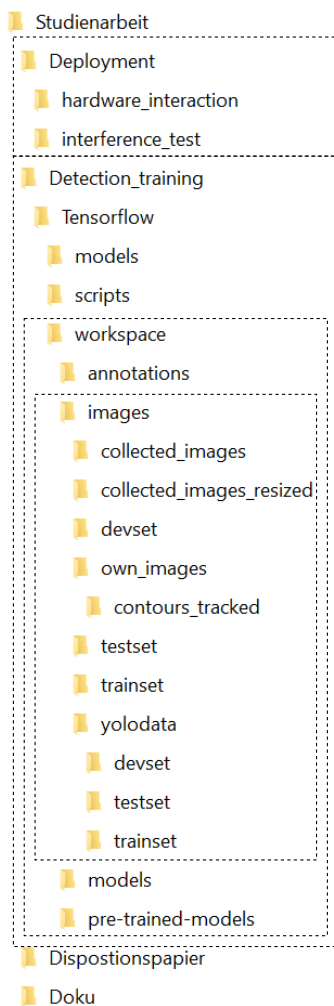 Studienarbeit
Deployment
hardware_interaction
interference_test
Detection_training
Tensorflow
models
scripts
workspace
annotations
images
collected_images
collected_images_resized
devset
own_images
contours_tracked
testset
trainset
yolodata
devset
testset
trainset
models
pre-trained-models
Dispostionspapier
Doku